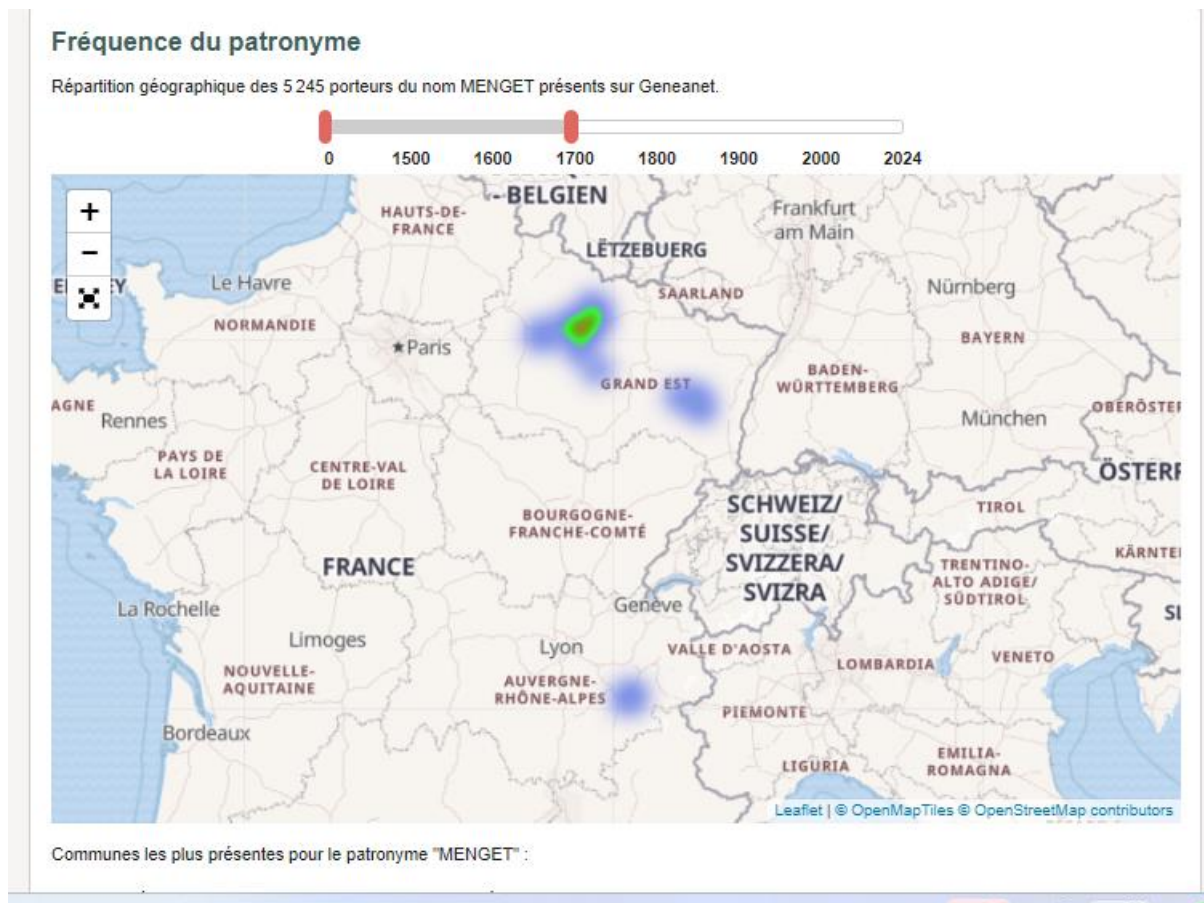 Fréquence du patronyme
Répartition géographique des 5 245 porteurs du nom MENGET présents sur Geneanet.
0 1500 1600 1700 1800 1900 2000 2024
+
−
- BELGIEN
HAUTS-DE-
FRANCE
Frankfurt
am Main
LËTZEBUERG
Le Havre
SAARLAND
Nürnberg
NORMANDIE
Paris
BAYERN
GRAND EST
BADEN-
WÜRTTEMBERG
AGNE
Rennes
München
OBERÖSTER
PAYS DE
LA LOIRE
CENTRE-VAL
DE LOIRE
ÖSTERR
BOURGOGNE-
FRANCHE-COMTÉ
SCHWEIZ/
SUISSE/
SVIZZERA/
SVIZRA
TIROL
KÄRNTE
FRANCE
TRENTINO-
ALTO ADIGE/
SÜDTIROL
La Rochelle
Genève
Limoges
Lyon
VALLE D'AOSTA
LOMBARDIA
VENETO
NOUVELLE-
AQUITAINE
AUVERGNE-
RHÔNE-ALPES
PIEMONTE
Bordeaux
LIGURIA
EMILIA-
ROMAGNA
Leaflet | © OpenMapTiles © OpenStreetMap contributors
Communes les plus présentes pour le patronyme "MENGET" :